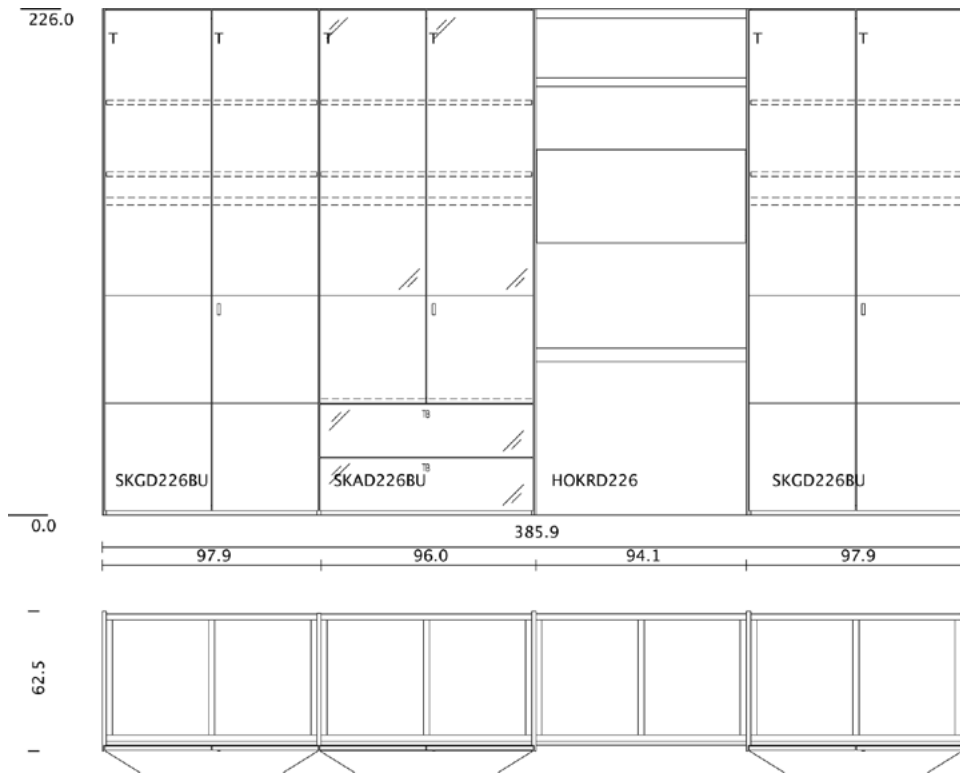 226.0
T T T T T T
TB
TB
SKGD226BU SKAD226BU HOKRD226 SKGD226BU
0.0
385.9
97.9 96.0 94.1 97.9
62.5